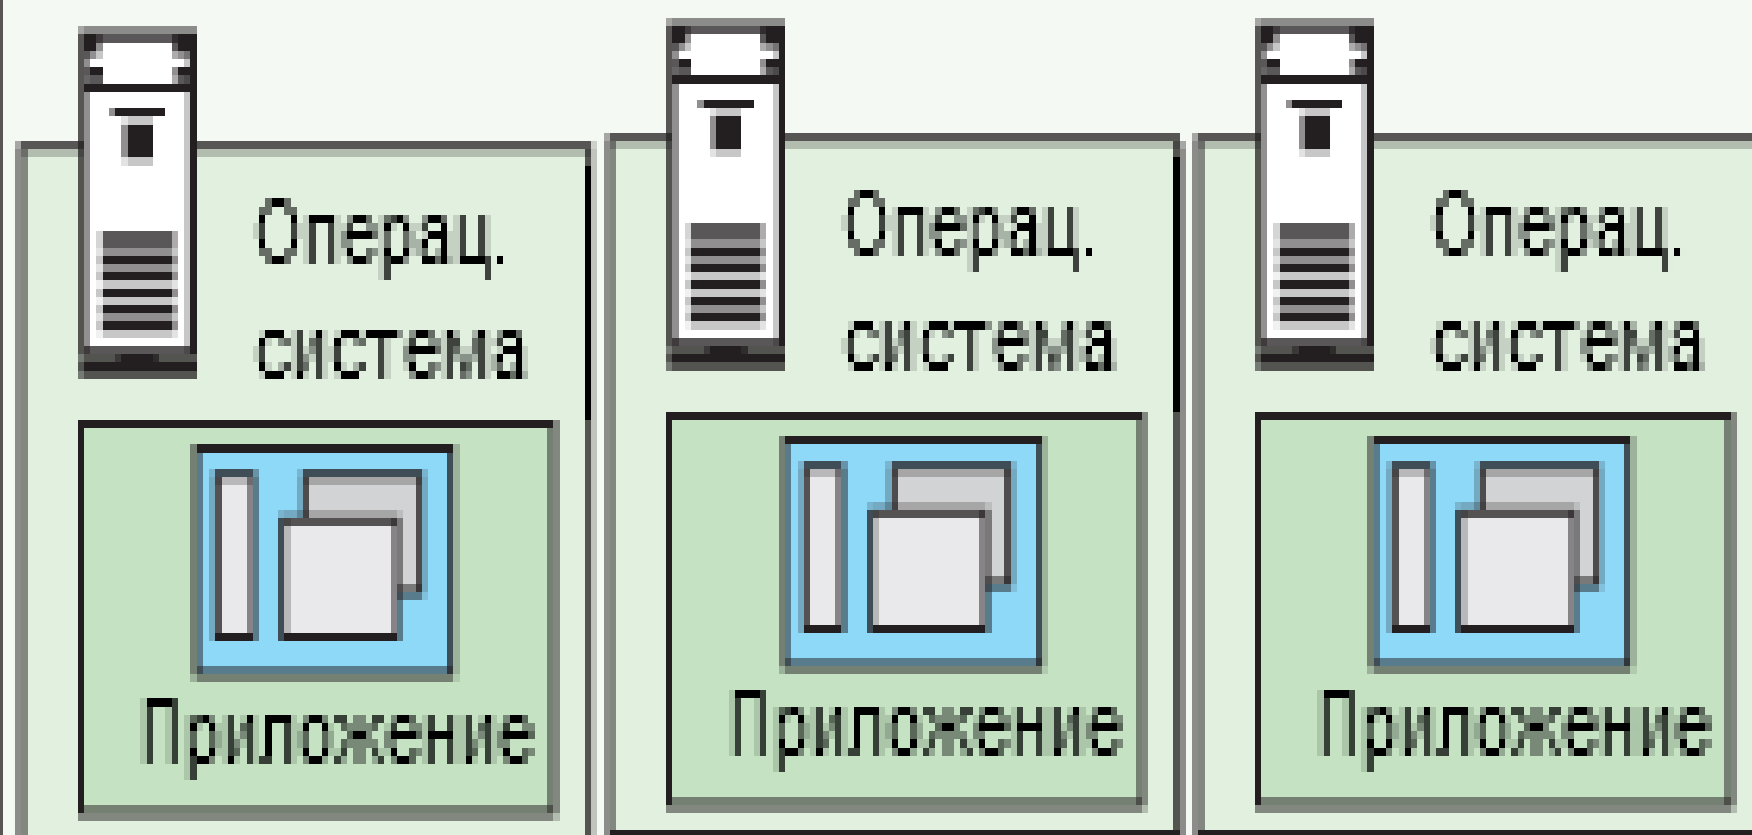 Операц.
система
Приложение
Операц.
система
Приложение
Операц.
система
Приложение